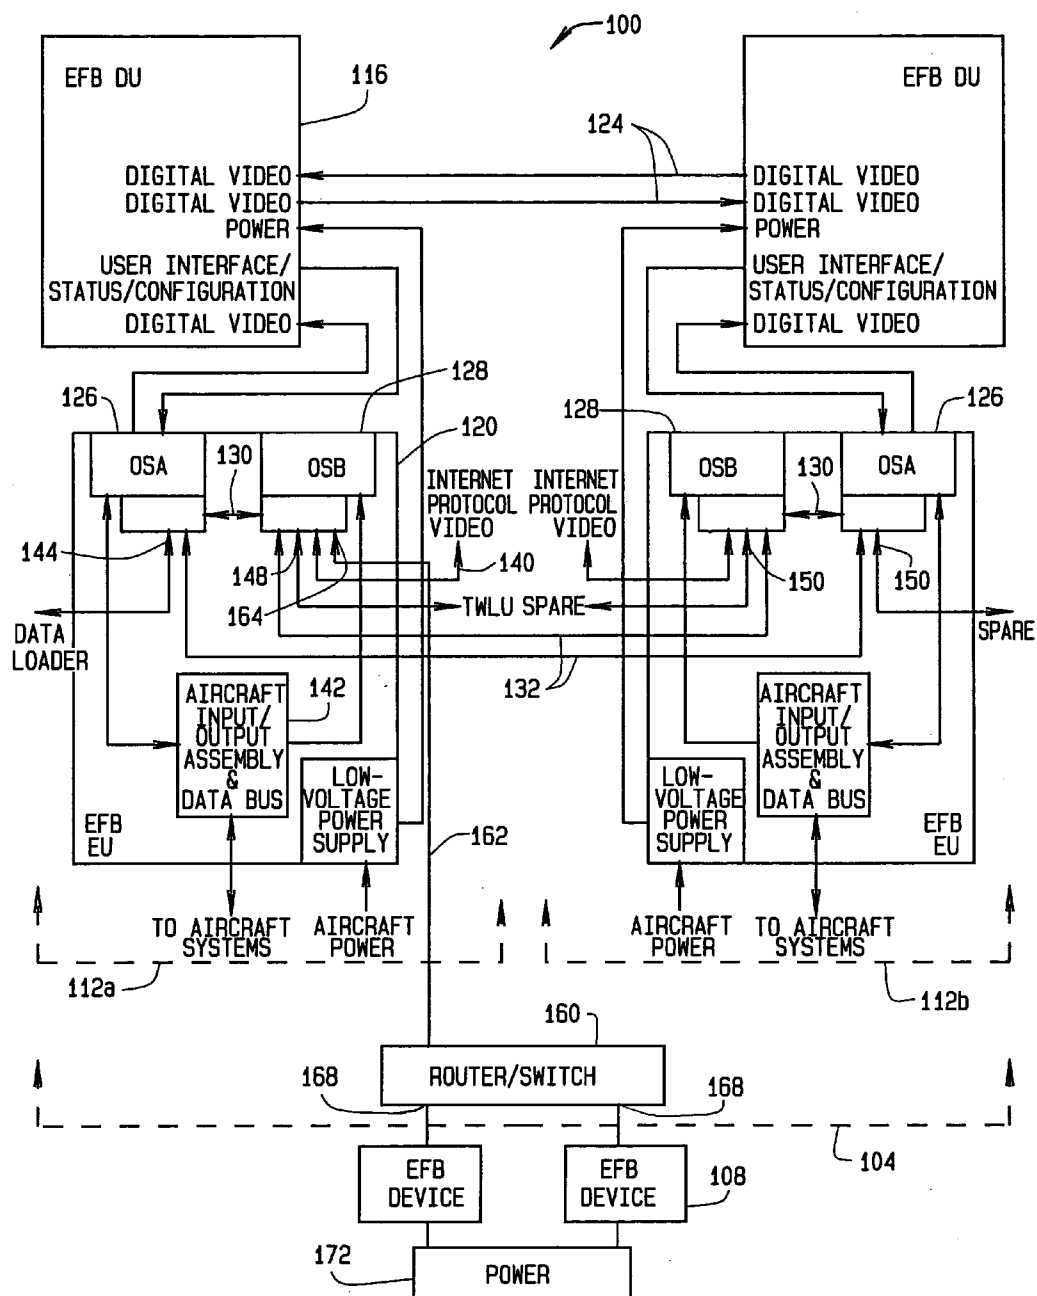 100
EFB DU
116
EFB DU
124
DIGITAL VIDEO
DIGITAL VIDEO
POWER
USER INTERFACE/
STATUS/CONFIGURATION
DIGITAL VIDEO
DIGITAL VIDEO
DIGITAL VIDEO
POWER
USER INTERFACE/
STATUS/CONFIGURATION
DIGITAL VIDEO
126
128
120
128
126
OSA
130
OSB
INTERNET
PROTOCOL
VIDEO
INTERNET
PROTOCOL
VIDEO
OSB
130
OSA
144
148
164
140
150
150
DATA
LOADER
TWLU SPARE
SPARE
132
AIRCRAFT
INPUT/
OUTPUT
ASSEMBLY
&
DATA BUS
142
LOW-
VOLTAGE
POWER
SUPPLY
EFB
EU
AIRCRAFT
INPUT/
OUTPUT
ASSEMBLY
&
DATA BUS
LOW-
VOLTAGE
POWER
SUPPLY
EFB
EU
162
TO AIRCRAFT
SYSTEMS
AIRCRAFT
POWER
AIRCRAFT
POWER
TO AIRCRAFT
SYSTEMS
112a
112b
160
ROUTER/SWITCH
168
168
104
EFB
DEVICE
EFB
DEVICE
108
172
POWER